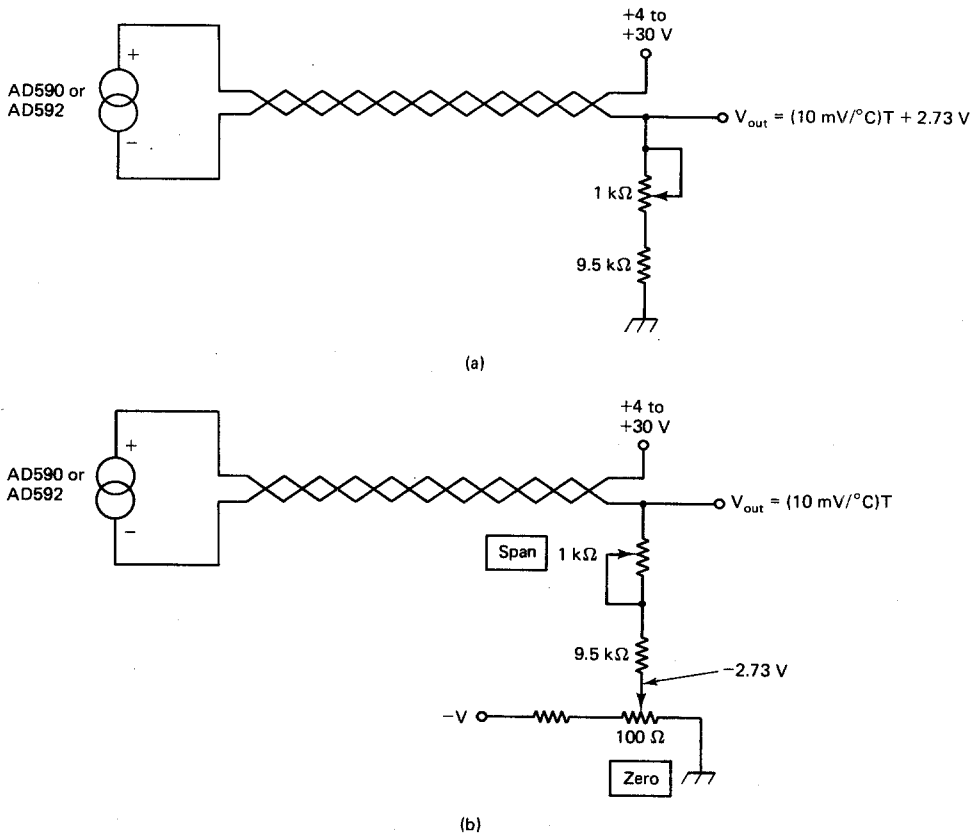 +4 to
+30 V
+
AD590 or
AD592
−
V_out = (10 mV/°C)T + 2.73 V
1 kΩ
9.5 kΩ
(a)
+4 to
+30 V
+
AD590 or
AD592
−
V_out = (10 mV/°C)T
Span
1 kΩ
9.5 kΩ
−2.73 V
−V
100 Ω
Zero
(b)